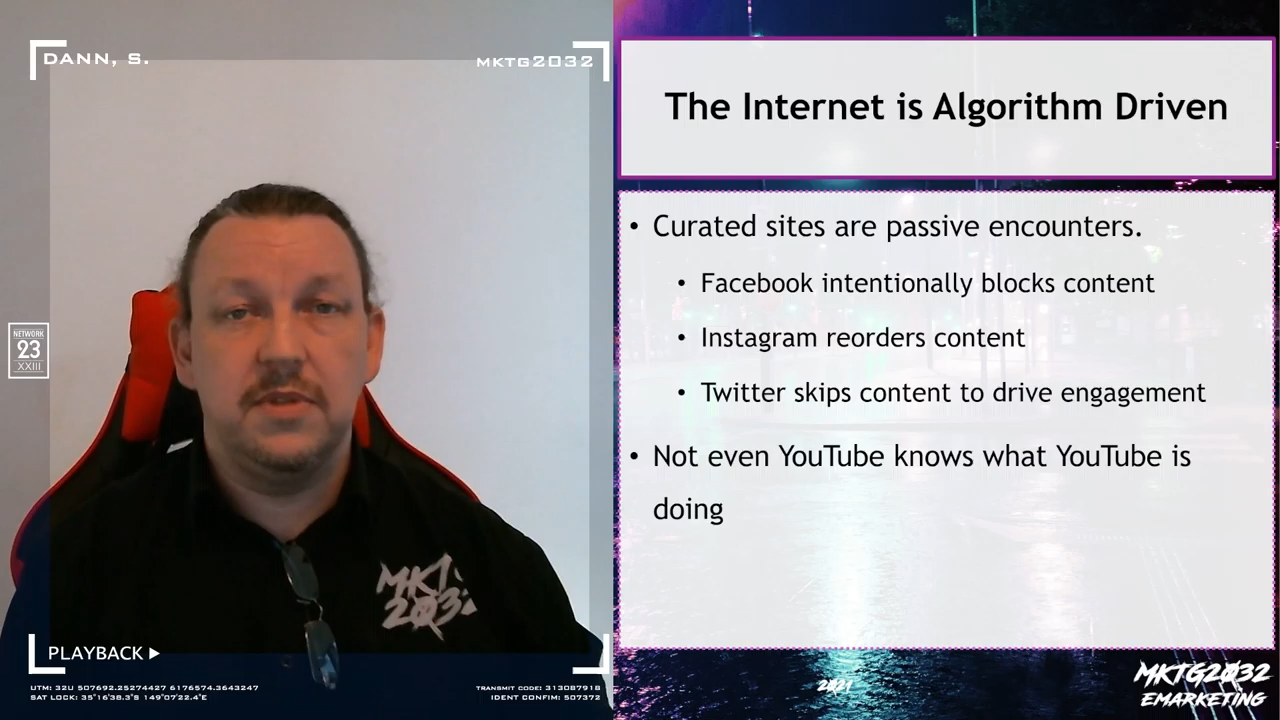 DANN, S.
MKTG2032
NETWORK
23
XXIII
MKT
203
PLAYBACK
UTM: 32U 507692.25274427 6176574.3643247
SAT LOCK: 35°16'38.3"S 149°07'22.4"E
TRANSMIT CODE: 313087918
IDENT CONFIM: 507372
The Internet is Algorithm Driven
• Curated sites are passive encounters.
• Facebook intentionally blocks content
• Instagram reorders content
• Twitter skips content to drive engagement
• Not even YouTube knows what YouTube is
doing
2021
MKTG2032
EMARKETING